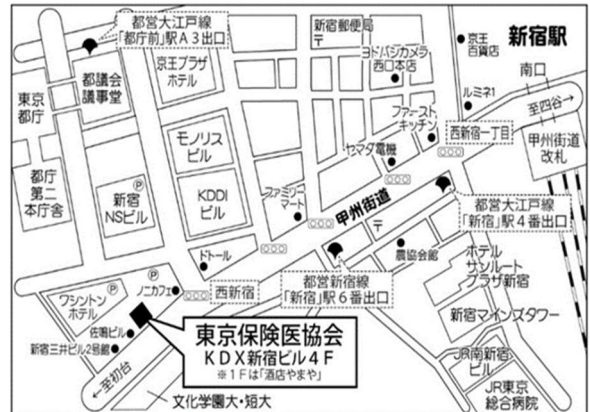 都営大江戸線
「都庁前」駅A3出口
新宿郵便局
〒
ヨドバシカメラ
西口本店
京王
百貨店
新宿駅
南口
ルミネ1
至四谷→
東京
都庁
都議会
議事堂
京王プラザ
ホテル
ファースト
キッチン
西新宿一丁目
甲州街道
改札
ヤマダ電機
モノリス
ビル
都庁
第二
本庁舎
P
新宿
NSビル
KDDI
ビル
ファミリー
マート
甲州街道
〒
都営大江戸線
「新宿」駅4番出口
農協会館
ドトール
P
P
ワシントン
ホテル
ノニカフェ
西新宿
都営新宿線
「新宿」駅6番出口
ホテル
サンルート
プラザ新宿
新宿マインズタワー
佐鳴ビル
新宿三井ビル2号館
東京保険医協会
KDX新宿ビル4F
※1Fは「酒店やまや」
JR南新宿
ビル
←至初台
文化学園大・短大
JR東京
総合病院